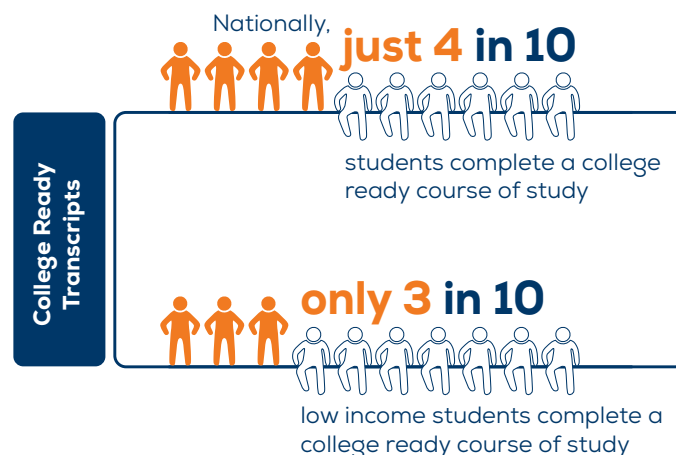 Nationally,
just 4 in 10
students complete a college
ready course of study
College Ready
Transcripts
only 3 in 10
low income students complete a
college ready course of study